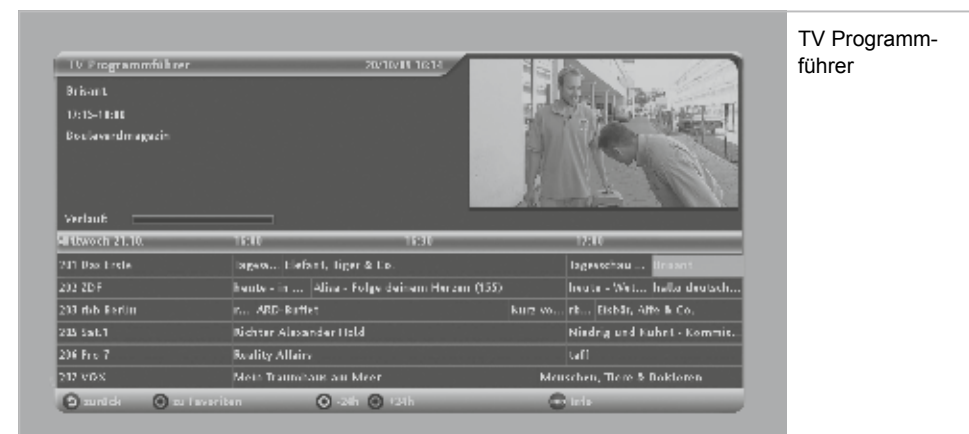 TV Programmführer 20/10/09 16:14
Brisant
17:15-18:00
Boulevardmagazin
Verlauf:
Mittwoch 21.10. 16:00 16:30 17:00
201 Das Erste Tagess... Elefant, Tiger & Co. Tagesschau ... Brisant
202 ZDF heute - in ... Alisa - Folge deinem Herzen (155) heute - Wet... hallo deutsch...
203 rbb Berlin r... ARD-Buffet Kurz vo... rb... Eisbär, Affe & Co.
205 Sat.1 Richter Alexander Hold Niedrig und Kuhnt - Kommis...
206 Pro 7 Reality Affairs taff
207 VOX Mein Traumhaus am Meer Menschen, Tiere & Doktoren
zurück zu Favoriten -24h +24h Info
TV Programm-
führer